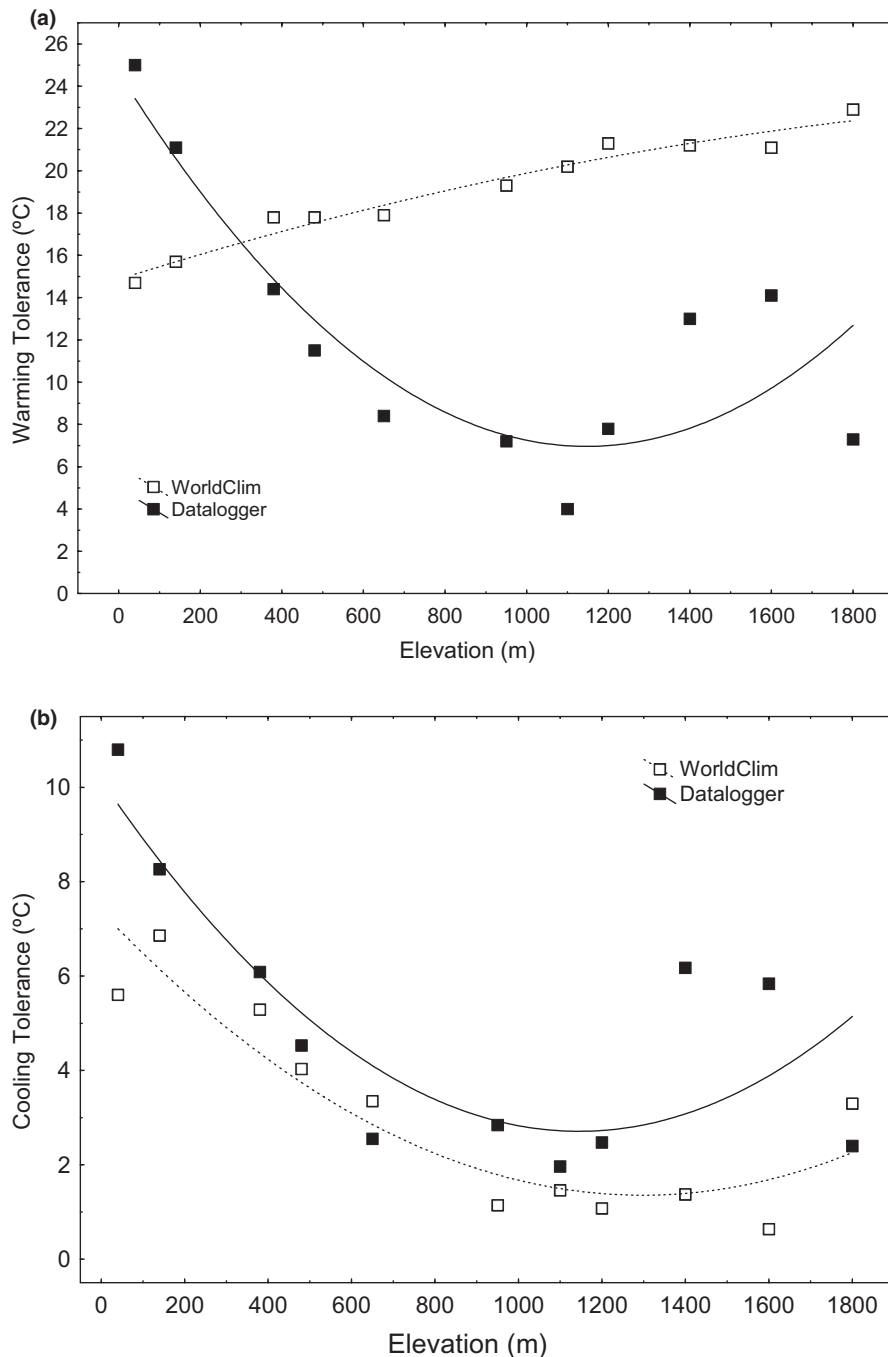 (a)
26
24
22
20
18
16
14
12
10
8
6
4
2
0
Warming Tolerance (ºC)
WorldClim
Datalogger
0 200 400 600 800 1000 1200 1400 1600 1800
Elevation (m)
(b)
10
8
6
4
2
0
Cooling Tolerance (ºC)
WorldClim
Datalogger
0 200 400 600 800 1000 1200 1400 1600 1800
Elevation (m)